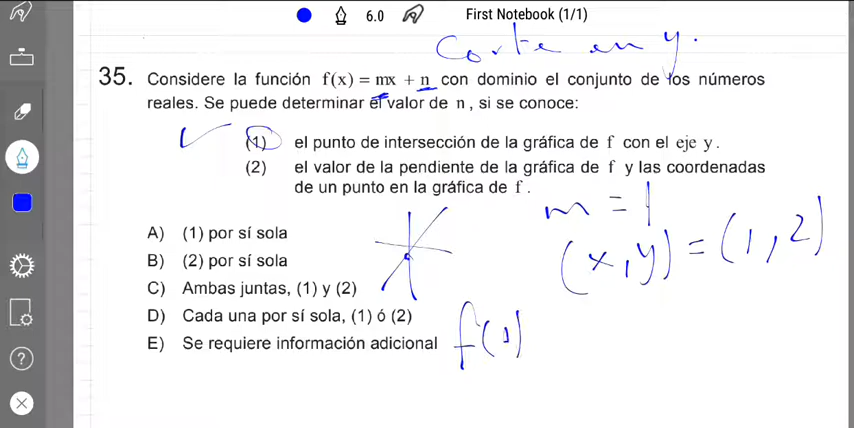 6.0
First Notebook (1/1)
Corte en y.
35. Considere la función f(x) = mx + n con dominio el conjunto de los números
reales. Se puede determinar el valor de n, si se conoce:
(1) el punto de intersección de la gráfica de f con el eje y.
(2) el valor de la pendiente de la gráfica de f y las coordenadas
de un punto en la gráfica de f.
m = 1
(x,y) = (1,2)
A) (1) por sí sola
B) (2) por sí sola
C) Ambas juntas, (1) y (2)
D) Cada una por sí sola, (1) ó (2)
E) Se requiere información adicional
f(1)
?